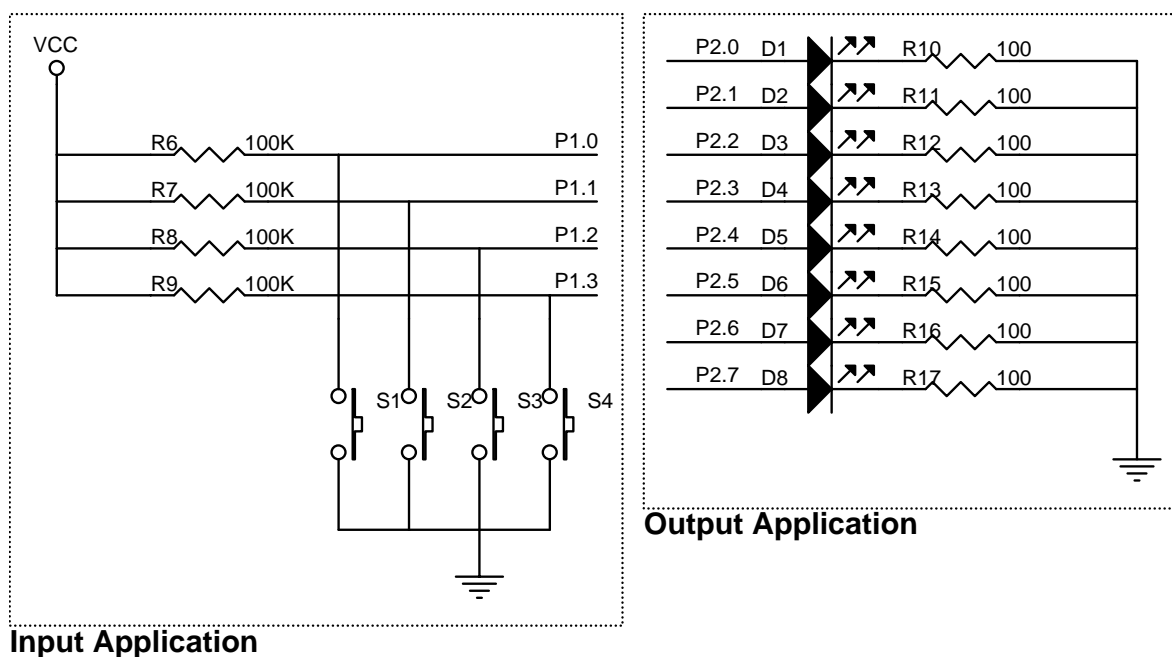 VCC
R6 100K P1.0
R7 100K P1.1
R8 100K P1.2
R9 100K P1.3
S1 S2 S3 S4
Input Application
P2.0 D1 R10 100
P2.1 D2 R11 100
P2.2 D3 R12 100
P2.3 D4 R13 100
P2.4 D5 R14 100
P2.5 D6 R15 100
P2.6 D7 R16 100
P2.7 D8 R17 100
Output Application